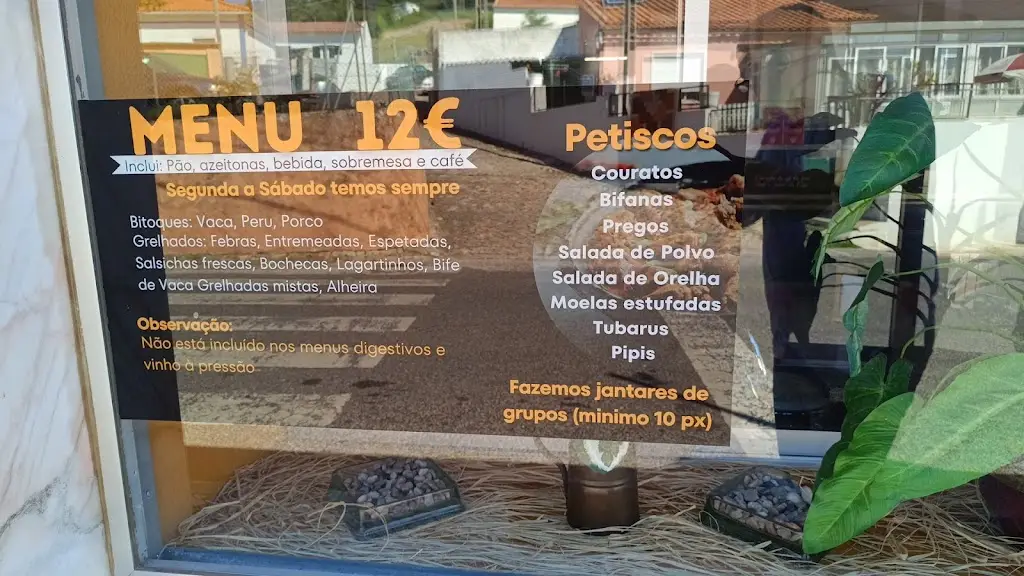 MENU 12€
Inclui: Pão, azeitonas, bebida, sobremesa e café
Segunda a Sábado temos sempre
Bitoques: Vaca, Peru, Porco
Grelhados: Febras, Entremeadas, Espetadas,
Salsichas frescas, Bochecas, Lagartinhos, Bife
de Vaca Grelhadas mistas, Alheira
Observação:
Não está incluído nos menus digestivos e
vinho a pressão
Petiscos
Couratos
Bifanas
Pregos
Salada de Polvo
Salada de Orelha
Moelas estufadas
Tubarus
Pipis
Fazemos jantares de
grupos (minimo 10 px)